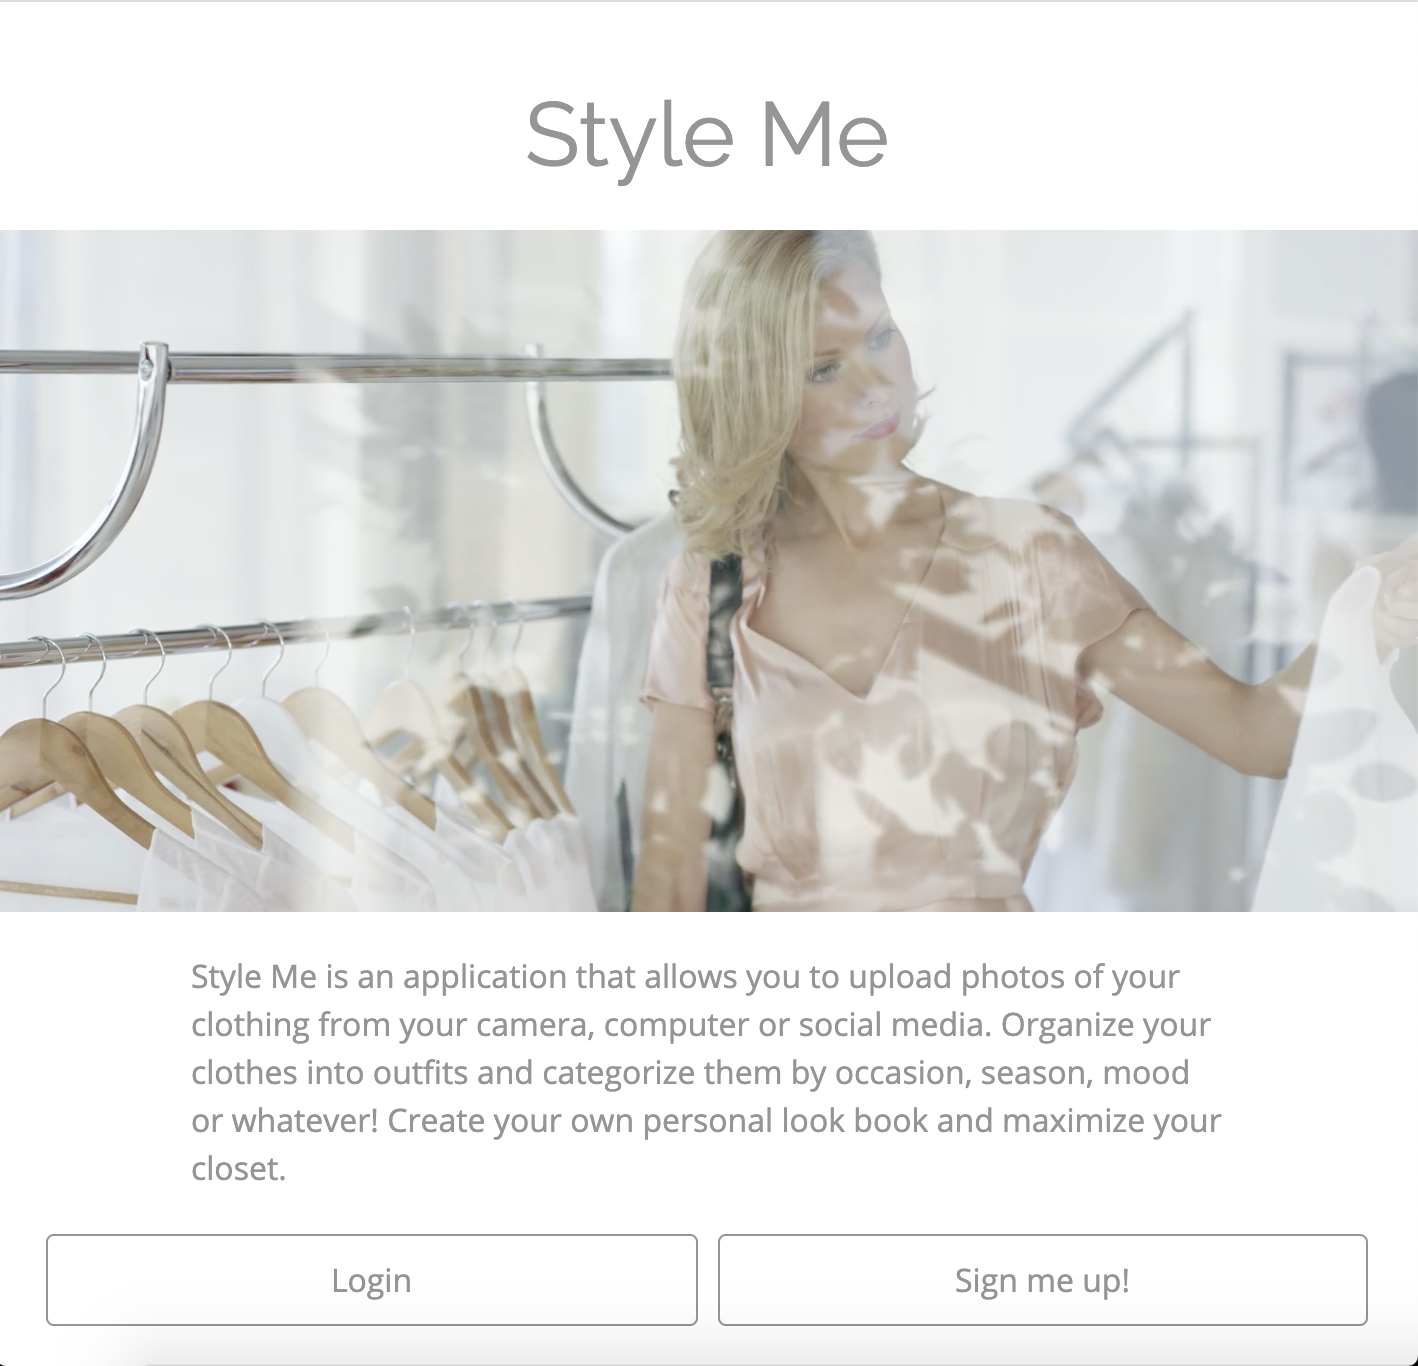 Style Me
Style Me is an application that allows you to upload photos of your
clothing from your camera, computer or social media. Organize your
clothes into outfits and categorize them by occasion, season, mood
or whatever! Create your own personal look book and maximize your
closet.
Login
Sign me up!